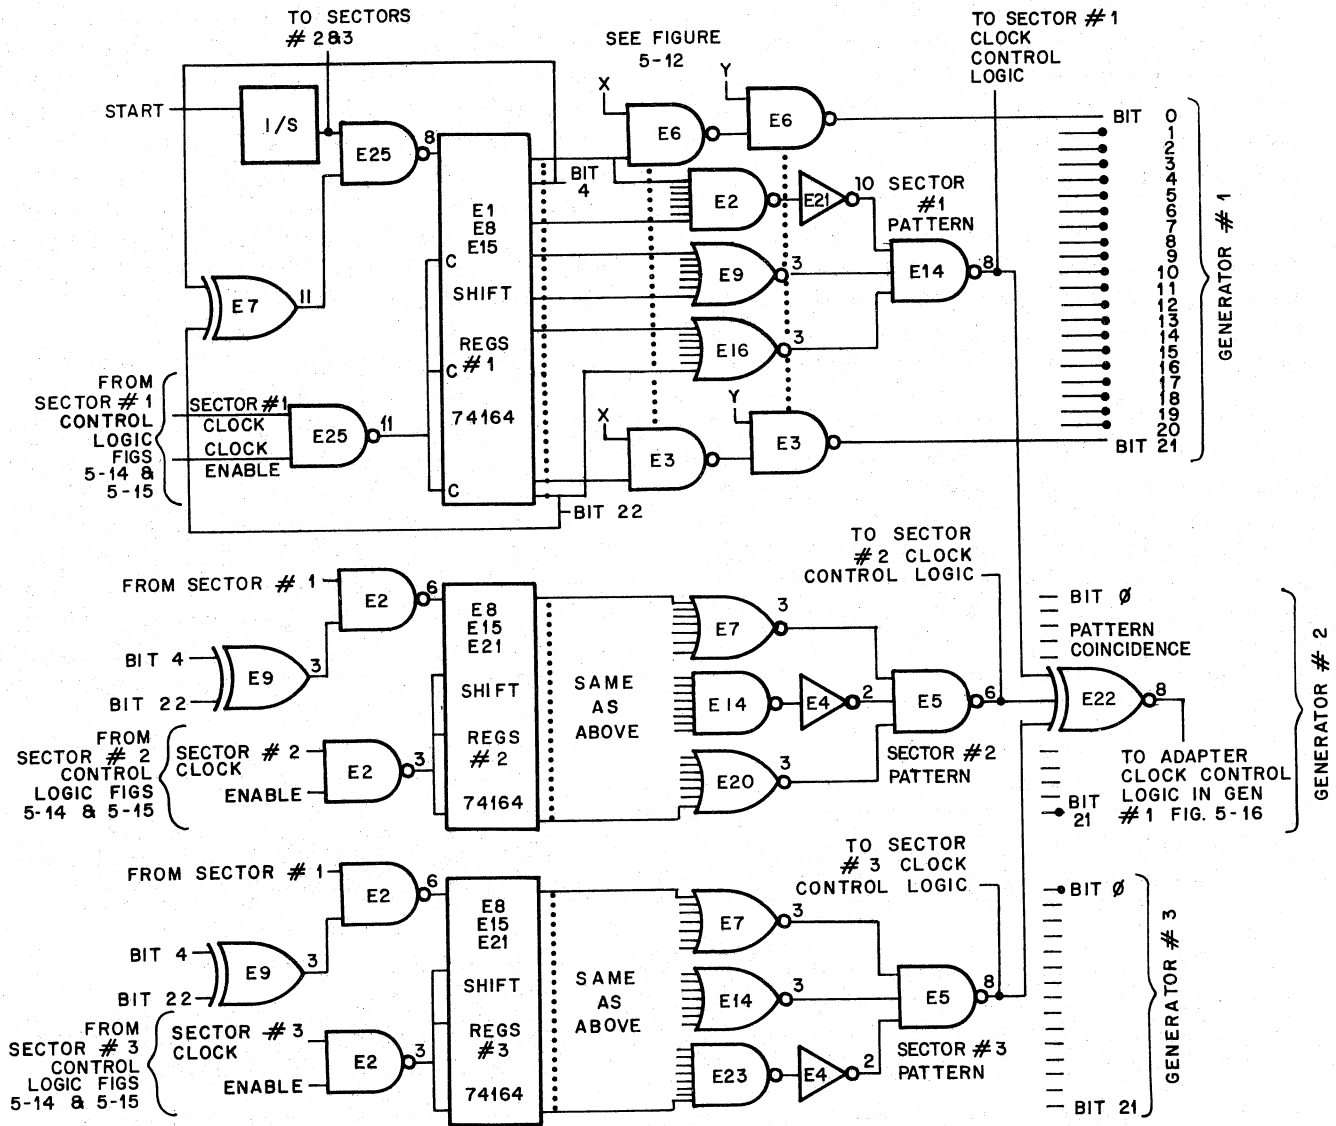 TO SECTORS
# 2&3
START
I/S
E25
8
E7
11
FROM
SECTOR #1
CONTROL
LOGIC
FIGS
5-14 &
5-15
SECTOR #1
CLOCK
CLOCK
ENABLE
E25
11
E1
E8
E15
C
SHIFT
REGS
#1
C
74164
C
BIT
4
BIT 22
SEE FIGURE
5-12
X
E6
Y
E6
E2
E21
10
SECTOR
#1
PATTERN
E9
3
E16
3
E14
8
X
E3
Y
E3
TO SECTOR #1
CLOCK
CONTROL
LOGIC
BIT 0
1
2
3
4
5
6
7
8
9
10
11
12
13
14
15
16
17
18
19
20
BIT 21
GENERATOR #1
FROM SECTOR # 1
E2
6
BIT 4
BIT 22
E9
3
FROM
SECTOR # 2
CONTROL
LOGIC FIGS
5-14 & 5-15
SECTOR # 2
CLOCK
ENABLE
E2
3
E8
E15
E21
SHIFT
REGS
#2
74164
SAME
AS
ABOVE
E7
3
E14
E4
2
E20
3
E5
6
SECTOR #2
PATTERN
TO SECTOR
#2 CLOCK
CONTROL LOGIC
BIT Ø
PATTERN
COINCIDENCE
E22
8
TO ADAPTER
CLOCK CONTROL
LOGIC IN GEN
#1 FIG. 5-16
BIT
21
GENERATOR # 2
FROM SECTOR # 1
E2
6
BIT 4
BIT 22
E9
3
FROM
SECTOR # 3
CONTROL
LOGIC FIGS
5-14 & 5-15
SECTOR # 3
CLOCK
ENABLE
E2
3
E8
E15
E21
SHIFT
REGS
#3
74164
SAME
AS
ABOVE
E7
3
E14
3
E23
E4
2
E5
8
SECTOR #3
PATTERN
TO SECTOR
# 3 CLOCK
CONTROL LOGIC
BIT Ø
BIT 21
GENERATOR # 3